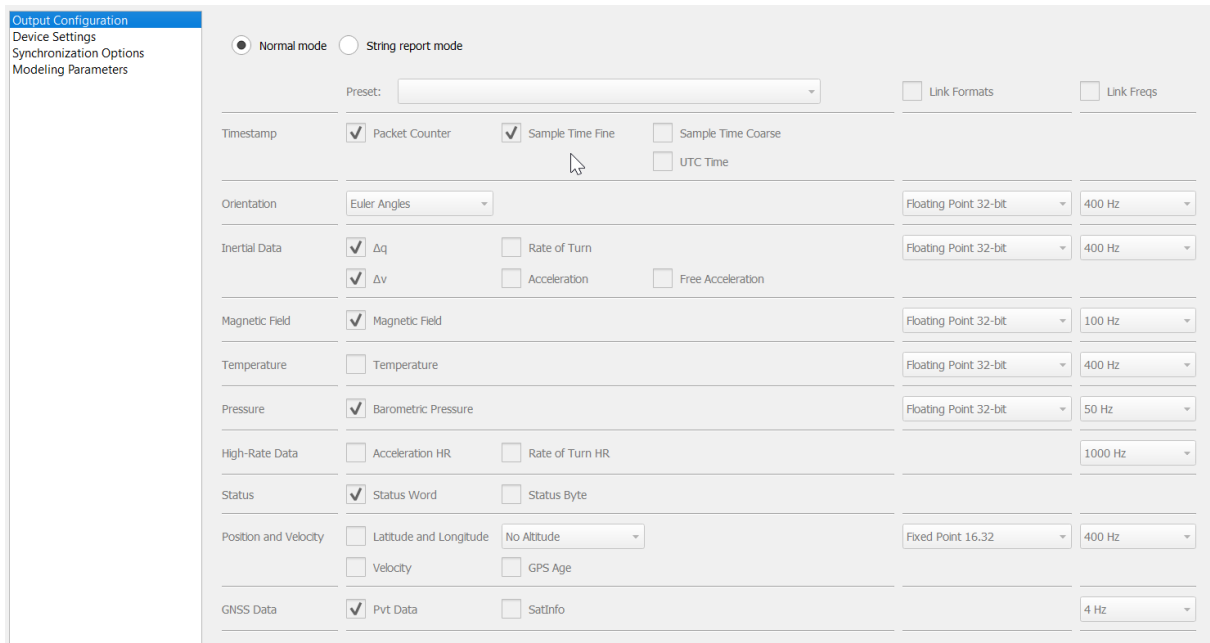 Output Configuration
Device Settings
Synchronization Options
Modeling Parameters
Normal mode String report mode
Preset: Link Formats Link Freqs
Timestamp Packet Counter Sample Time Fine Sample Time Coarse
UTC Time
Orientation Euler Angles Floating Point 32-bit 400 Hz
Inertial Data Δq Rate of Turn Floating Point 32-bit 400 Hz
Δv Acceleration Free Acceleration
Magnetic Field Magnetic Field Floating Point 32-bit 100 Hz
Temperature Temperature Floating Point 32-bit 400 Hz
Pressure Barometric Pressure Floating Point 32-bit 50 Hz
High-Rate Data Acceleration HR Rate of Turn HR 1000 Hz
Status Status Word Status Byte
Position and Velocity Latitude and Longitude No Altitude Fixed Point 16.32 400 Hz
Velocity GPS Age
GNSS Data Pvt Data SatInfo 4 Hz